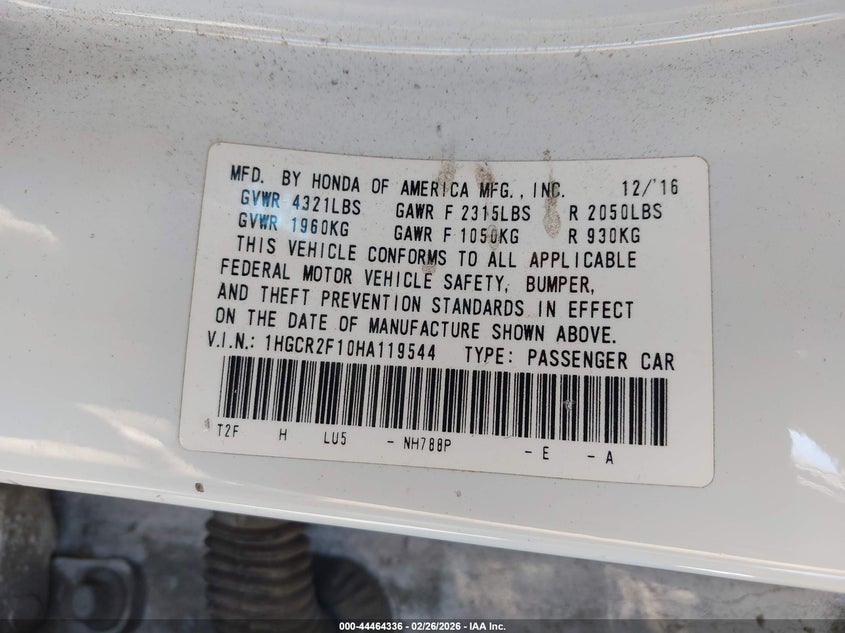 MFD. BY HONDA OF AMERICA MFG., INC. 12/'16
GVWR 4321LBS GAWR F 2315LBS R 2050LBS
GVWR 1960KG GAWR F 1050KG R 930KG
THIS VEHICLE CONFORMS TO ALL APPLICABLE
FEDERAL MOTOR VEHICLE SAFETY, BUMPER,
AND THEFT PREVENTION STANDARDS IN EFFECT
ON THE DATE OF MANUFACTURE SHOWN ABOVE.
V.I.N.: 1HGCR2F10HA119544 TYPE: PASSENGER CAR
T2F H LU5 - NH788P - E - A
000-44464336 - 02/26/2026 - IAA Inc.